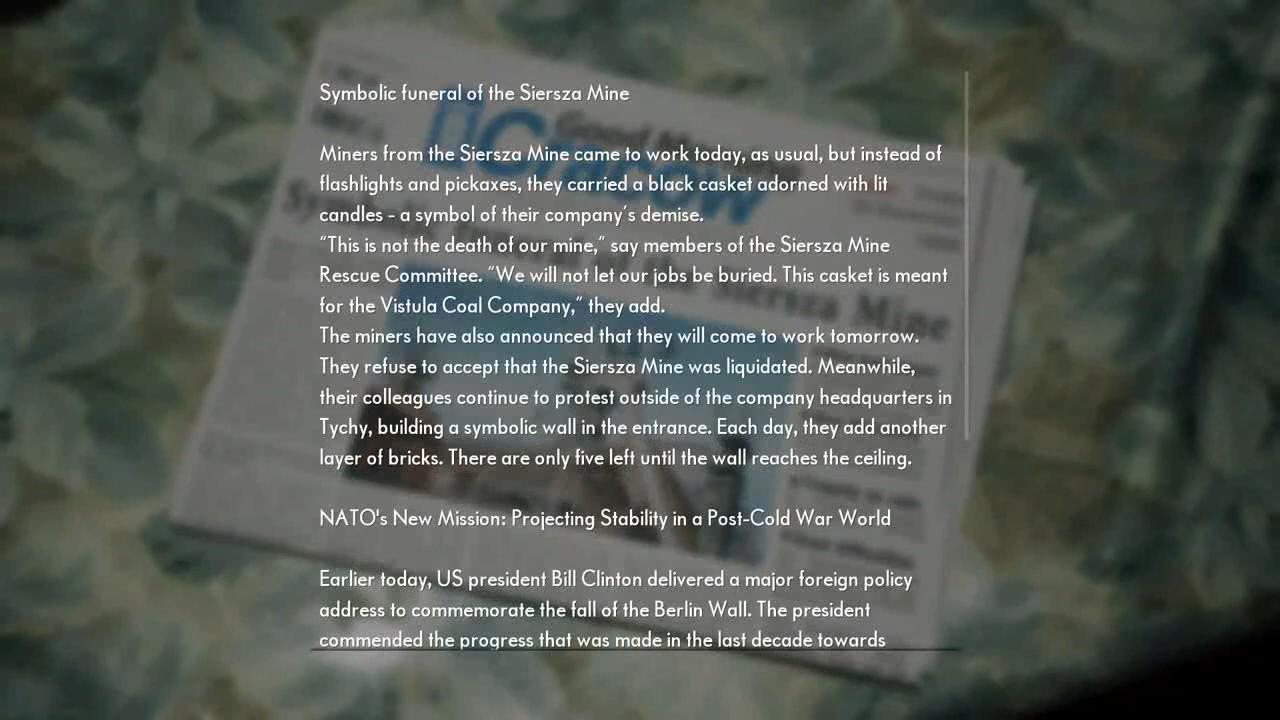 Symbolic funeral of the Siersza Mine
Miners from the Siersza Mine came to work today, as usual, but instead of
flashlights and pickaxes, they carried a black casket adorned with lit
candles - a symbol of their company's demise.
"This is not the death of our mine," say members of the Siersza Mine
Rescue Committee. "We will not let our jobs be buried. This casket is meant
for the Vistula Coal Company," they add.
The miners have also announced that they will come to work tomorrow.
They refuse to accept that the Siersza Mine was liquidated. Meanwhile,
their colleagues continue to protest outside of the company headquarters in
Tychy, building a symbolic wall in the entrance. Each day, they add another
layer of bricks. There are only five left until the wall reaches the ceiling.
NATO's New Mission: Projecting Stability in a Post-Cold War World
Earlier today, US president Bill Clinton delivered a major foreign policy
address to commemorate the fall of the Berlin Wall. The president
commended the progress that was made in the last decade towards